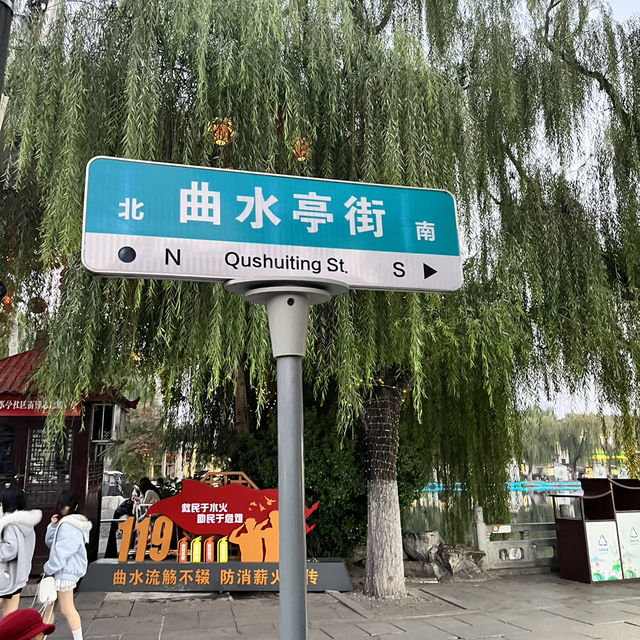 北 曲水亭街 南
N Qushuiting St. S
救民于水火
助民于危难
119
曲水流觞不辍 防消薪火
传